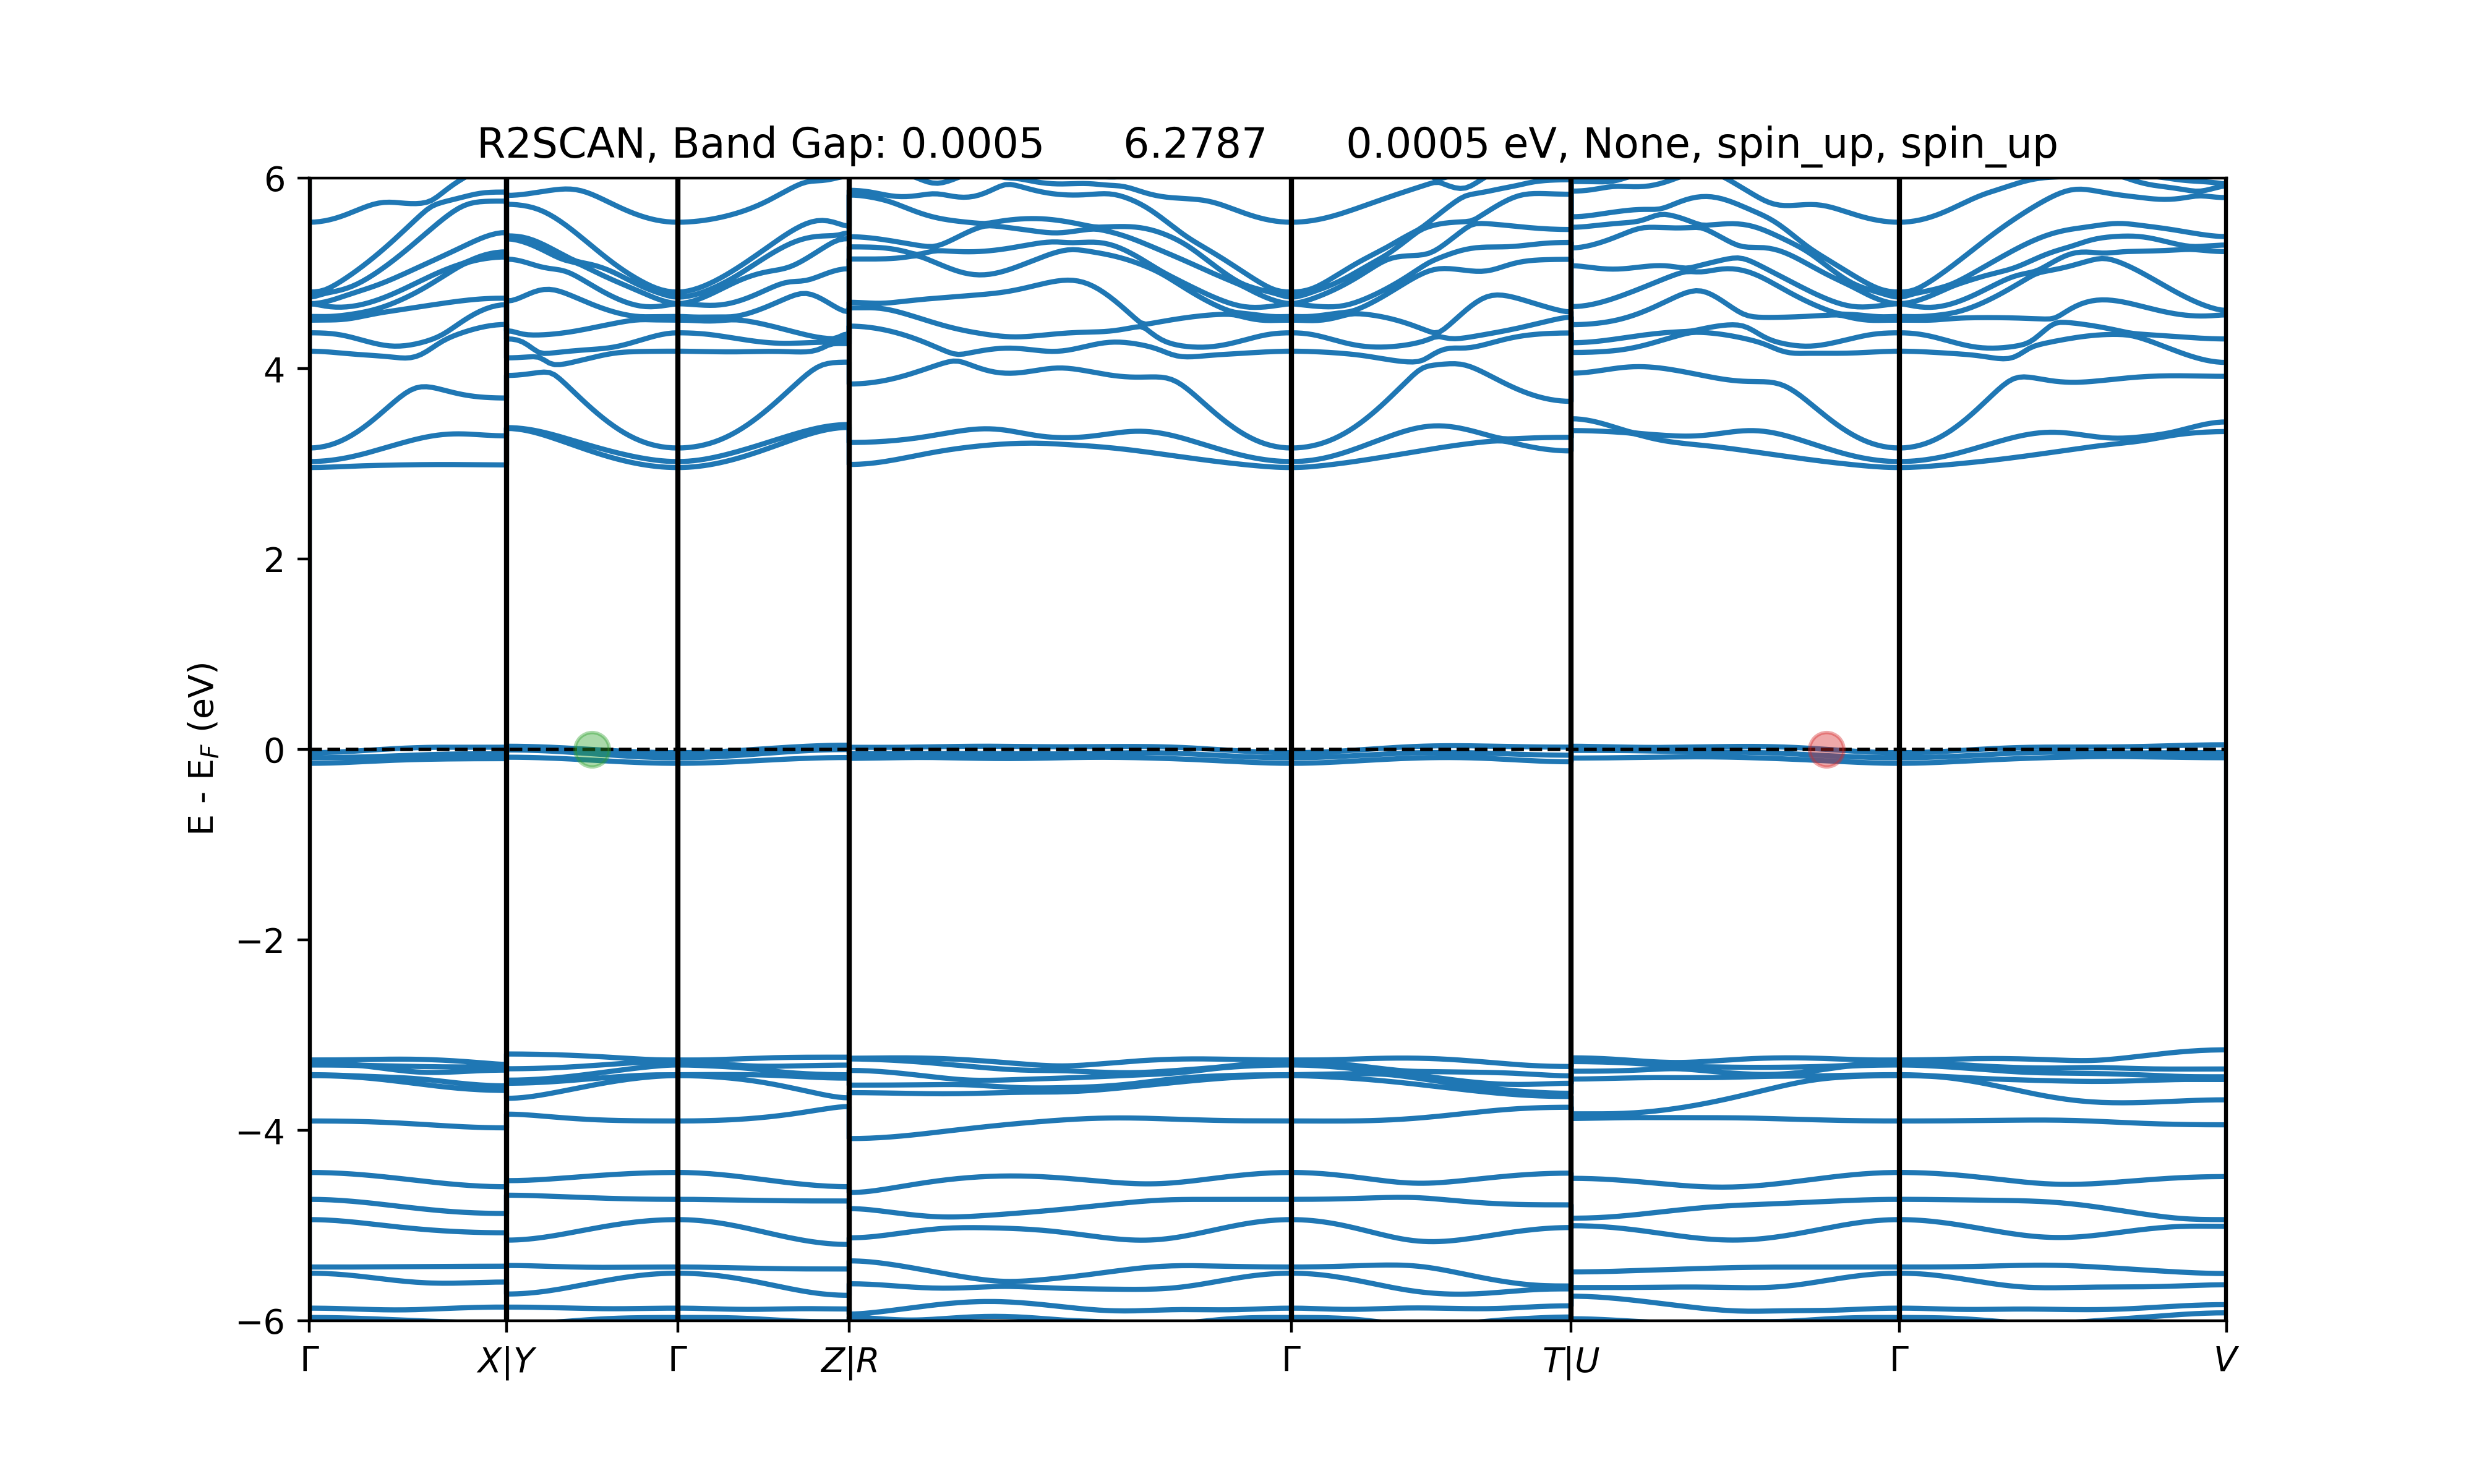 R2SCAN, Band Gap: 0.0005 6.2787 0.0005 eV, None, spin_up, spin_up
E - E_F (eV)
6
4
2
0
−2
−4
−6
Γ X|Y Γ Z|R Γ T|U Γ V